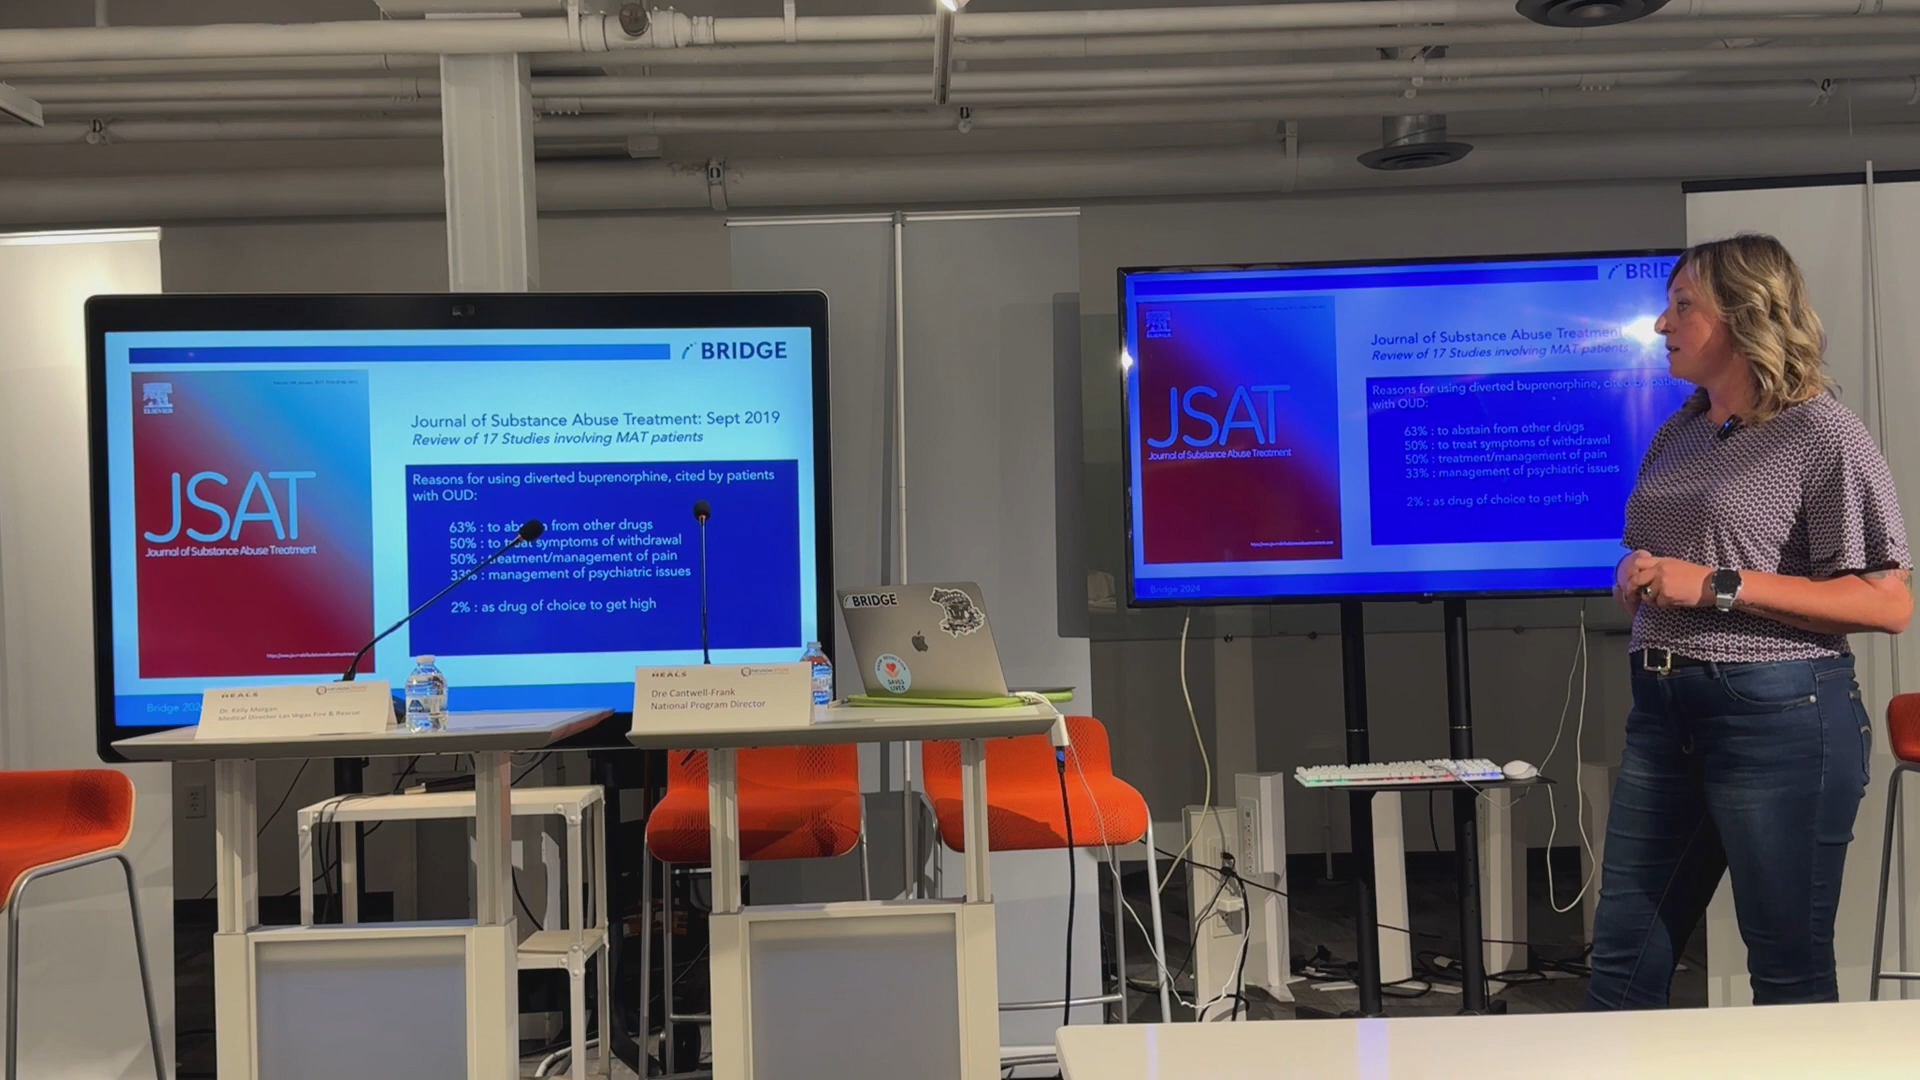 BRIDGE
ELSEVIER
Journal of Substance Abuse Treatment: Sept 2019
Review of 17 Studies involving MAT patients
JSAT
Journal of Substance Abuse Treatment
Reasons for using diverted buprenorphine, cited by patients
with OUD:
63% : to abstain from other drugs
50% : to treat symptoms of withdrawal
50% : treatment/management of pain
33% : management of psychiatric issues
2% : as drug of choice to get high
Bridge 202
BRID
ELSEVIER
Journal of Substance Abuse Treatment
Review of 17 Studies involving MAT patients
JSAT
Journal of Substance Abuse Treatment
Reasons for using diverted buprenorphine, cited by patients
with OUD:
63% : to abstain from other drugs
50% : to treat symptoms of withdrawal
50% : treatment/management of pain
33% : management of psychiatric issues
2% : as drug of choice to get high
Bridge 2024
LG
BRIDGE
SAVES
LIVES
HEALS
Dr. Kelly Morgan
Medical Director Las Vegas Fire & Rescue
HEALS
Dre Cantwell-Frank
National Program Director